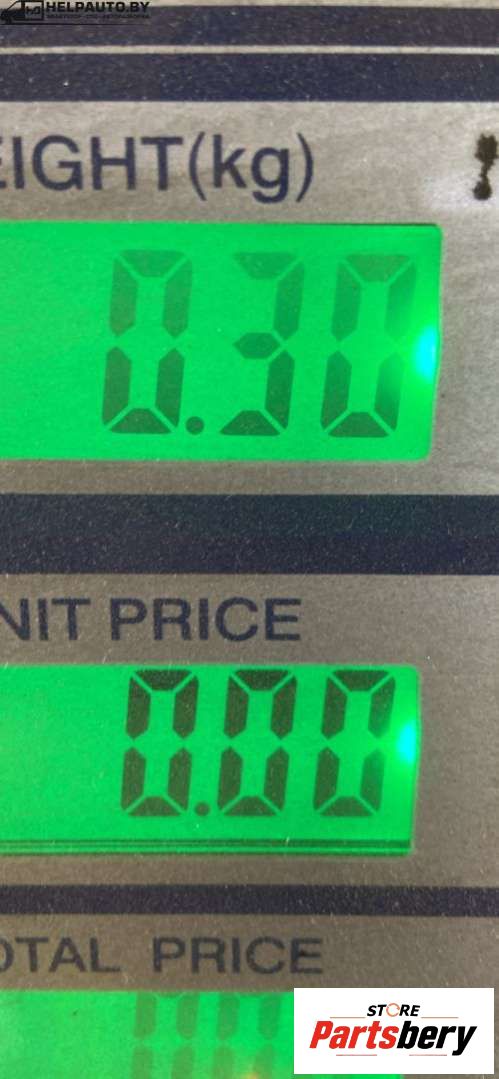 HELPAUTO.BY
EIGHT(kg)
0.30
NIT PRICE
0.00
OTAL PRICE
STORE
Partsbery